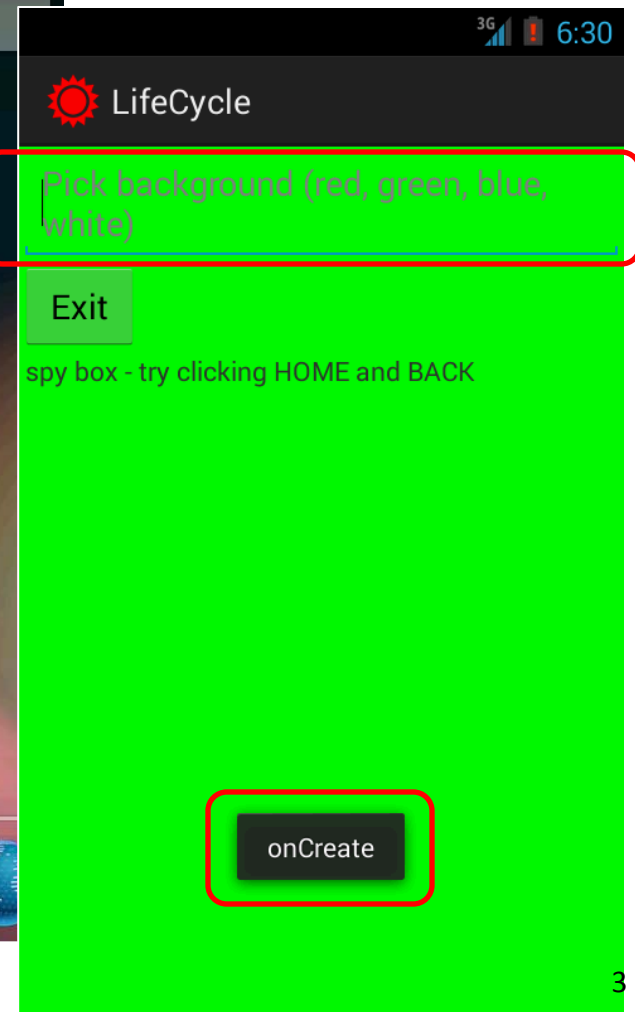 3G 6:30
LifeCycle
Pick background (red, green, blue,
white)
Exit
spy box - try clicking HOME and BACK
onCreate
3